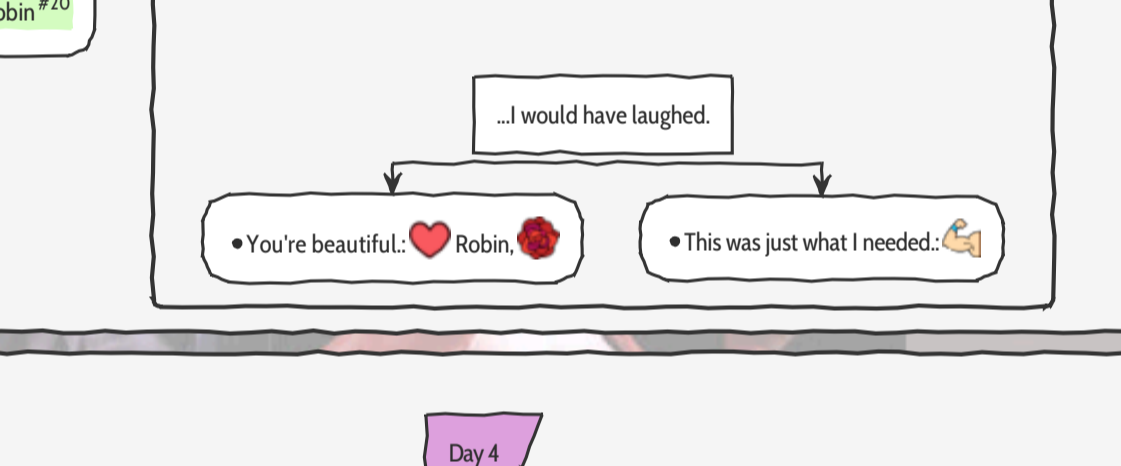 obin #20
...I would have laughed.
•You're beautiful.:❤️ Robin,🌹
•This was just what I needed.:💪
Day 4